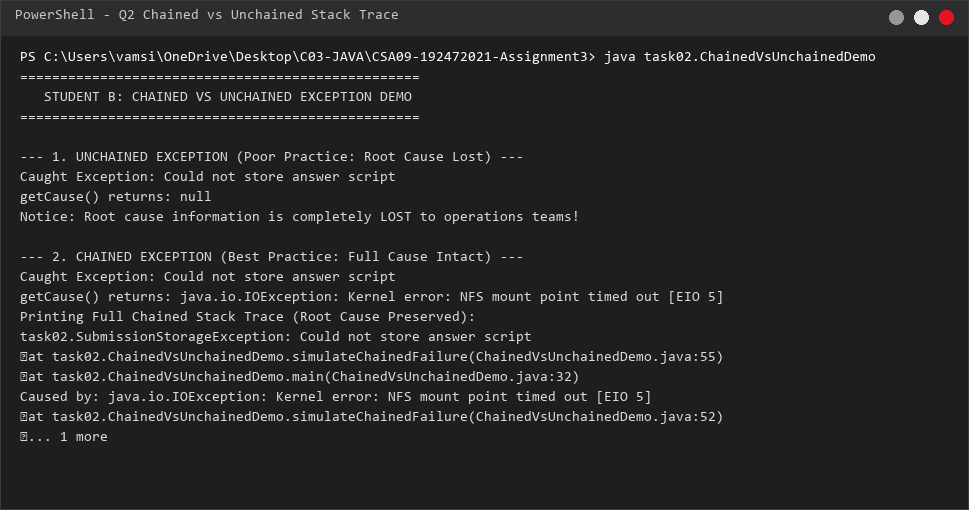 PowerShell - Q2 Chained vs Unchained Stack Trace
PS C:\Users\vamsi\OneDrive\Desktop\C03-JAVA\CSA09-192472021-Assignment3> java task02.ChainedVsUnchainedDemo
==================================================
STUDENT B: CHAINED VS UNCHAINED EXCEPTION DEMO
==================================================
--- 1. UNCHAINED EXCEPTION (Poor Practice: Root Cause Lost) ---
Caught Exception: Could not store answer script
getCause() returns: null
Notice: Root cause information is completely LOST to operations teams!
--- 2. CHAINED EXCEPTION (Best Practice: Full Cause Intact) ---
Caught Exception: Could not store answer script
getCause() returns: java.io.IOException: Kernel error: NFS mount point timed out [EIO 5]
Printing Full Chained Stack Trace (Root Cause Preserved):
task02.SubmissionStorageException: Could not store answer script
at task02.ChainedVsUnchainedDemo.simulateChainedFailure(ChainedVsUnchainedDemo.java:55)
at task02.ChainedVsUnchainedDemo.main(ChainedVsUnchainedDemo.java:32)
Caused by: java.io.IOException: Kernel error: NFS mount point timed out [EIO 5]
at task02.ChainedVsUnchainedDemo.simulateChainedFailure(ChainedVsUnchainedDemo.java:52)
... 1 more